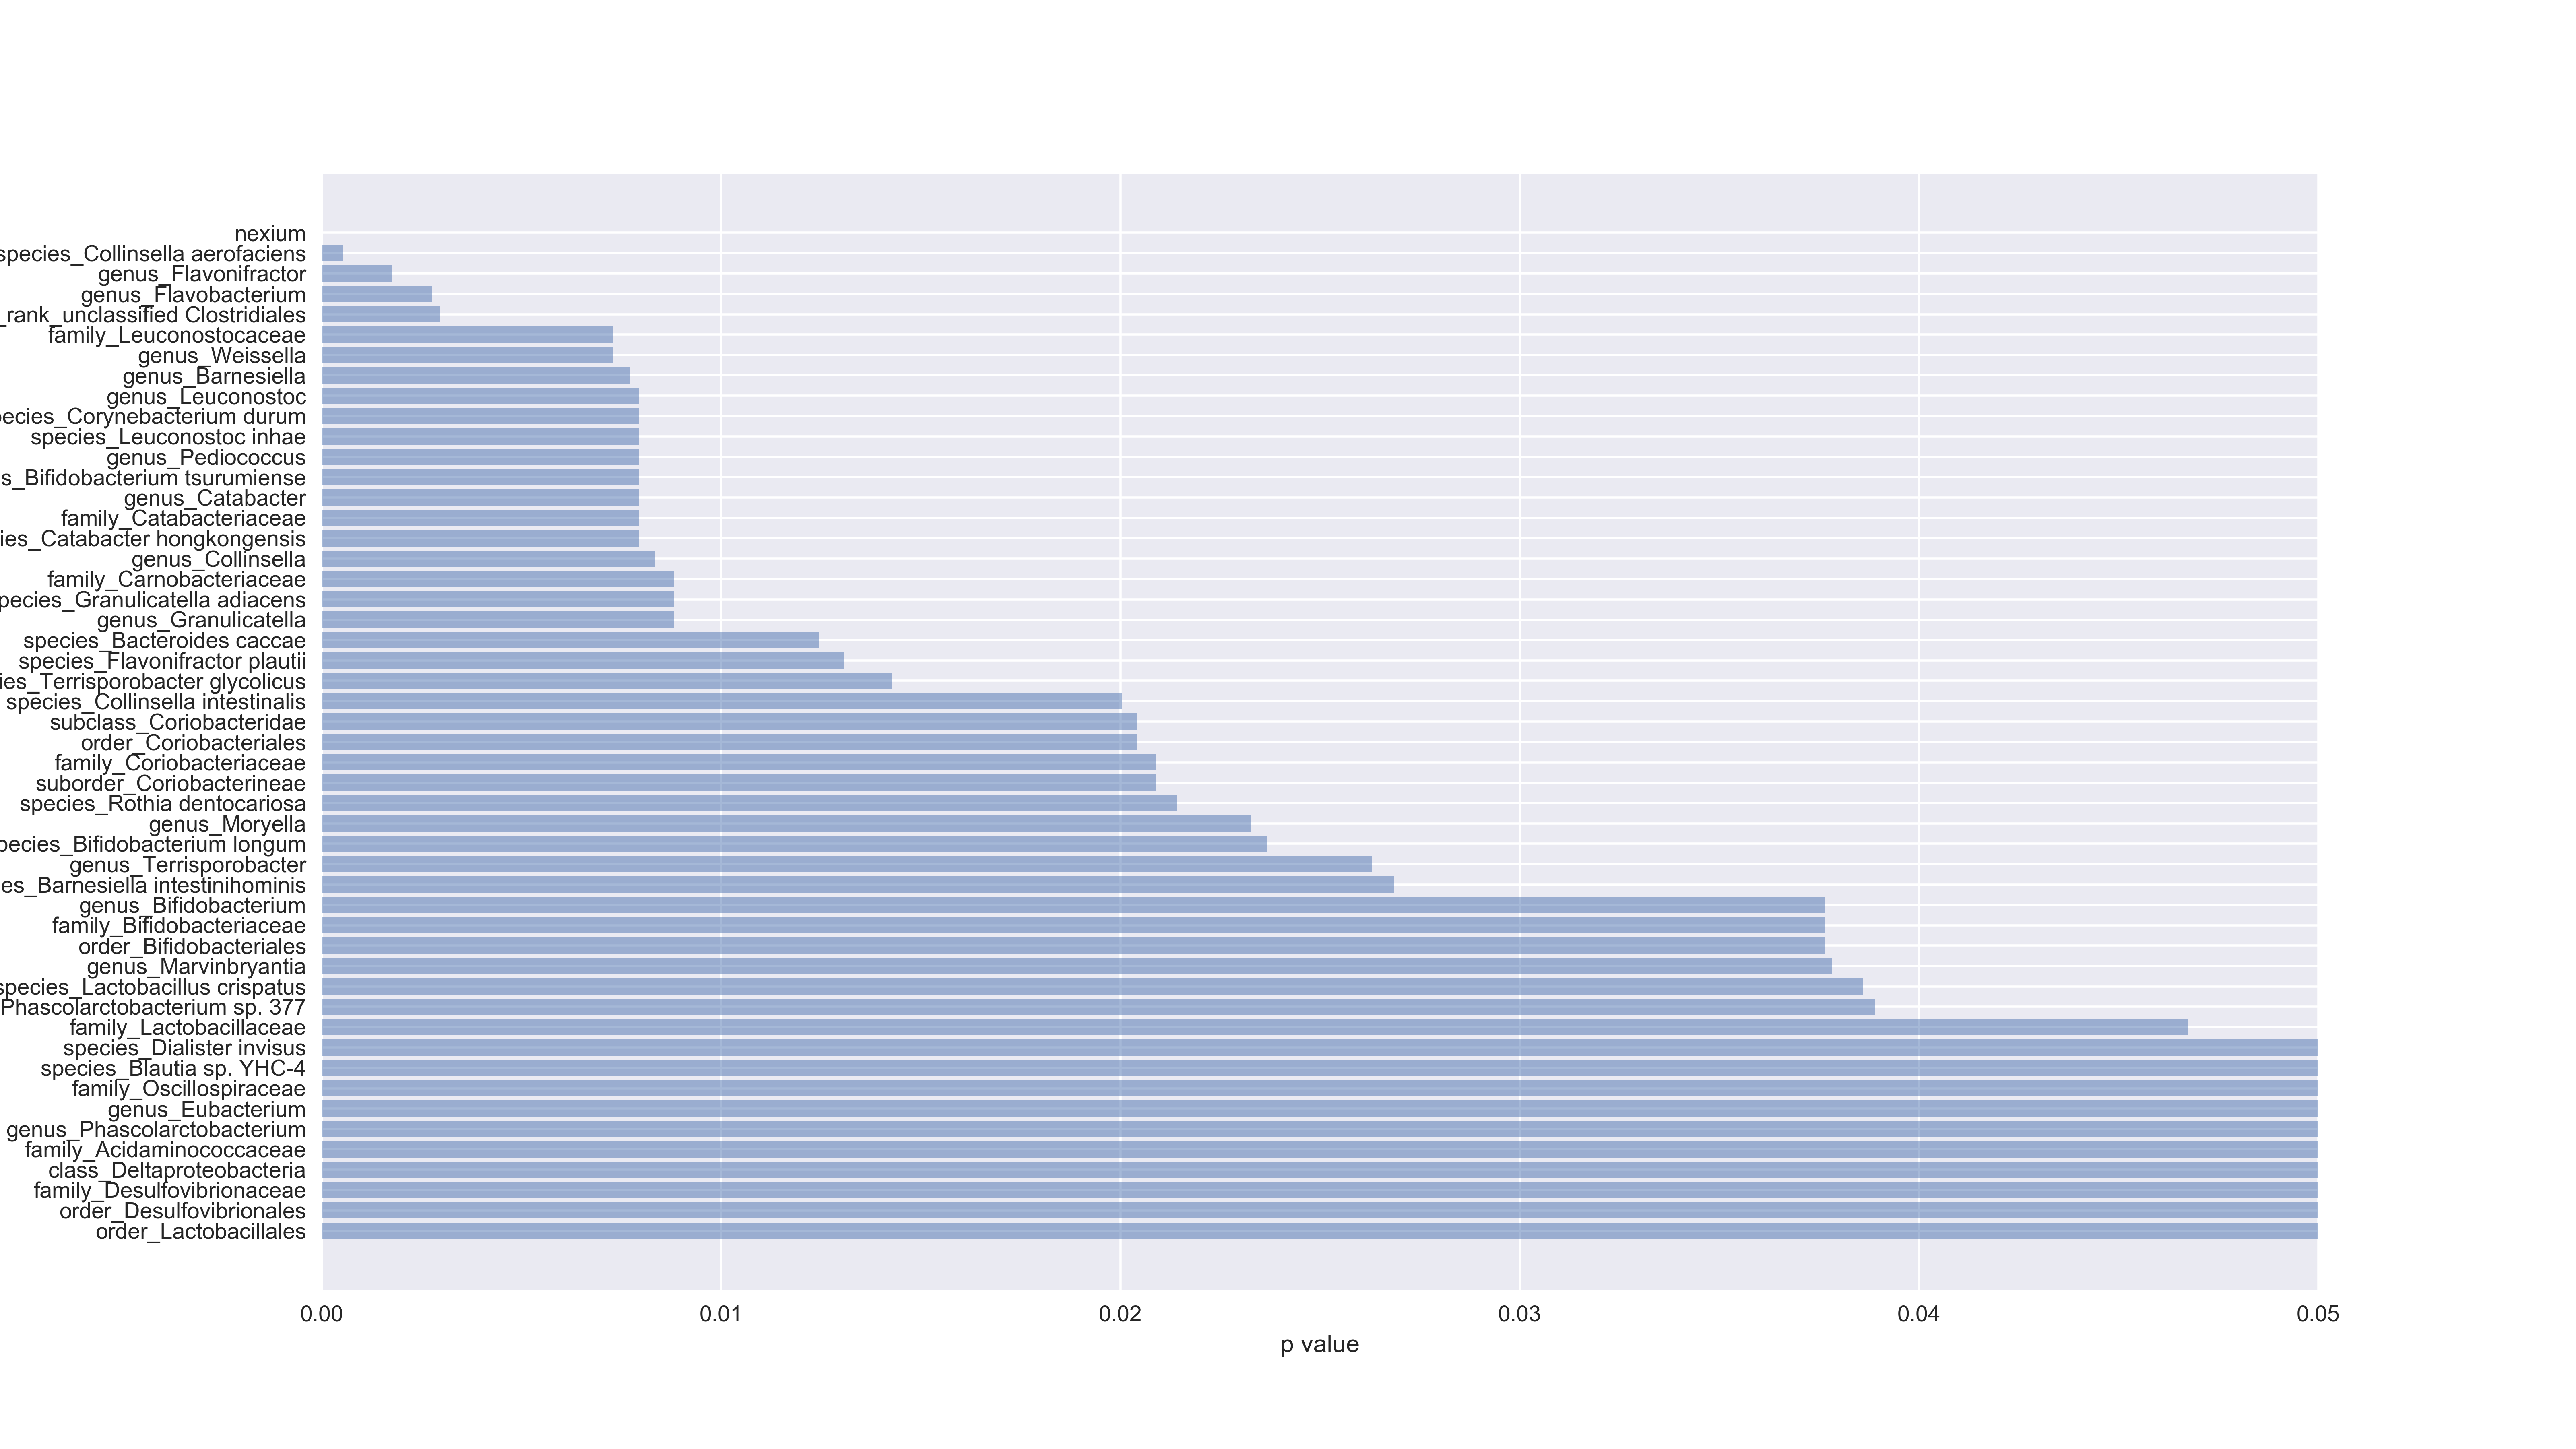 nexium
species_Collinsella aerofaciens
genus_Flavonifractor
genus_Flavobacterium
_rank_unclassified Clostridiales
family_Leuconostocaceae
genus_Weissella
genus_Barnesiella
genus_Leuconostoc
pecies_Corynebacterium durum
species_Leuconostoc inhae
genus_Pediococcus
s_Bifidobacterium tsurumiense
genus_Catabacter
family_Catabacteriaceae
ies_Catabacter hongkongensis
genus_Collinsella
family_Carnobacteriaceae
pecies_Granulicatella adiacens
genus_Granulicatella
species_Bacteroides caccae
species_Flavonifractor plautii
ies_Terrisporobacter glycolicus
species_Collinsella intestinalis
subclass_Coriobacteridae
order_Coriobacteriales
family_Coriobacteriaceae
suborder_Coriobacterineae
species_Rothia dentocariosa
genus_Moryella
pecies_Bifidobacterium longum
genus_Terrisporobacter
es_Barnesiella intestinihominis
genus_Bifidobacterium
family_Bifidobacteriaceae
order_Bifidobacteriales
genus_Marvinbryantia
species_Lactobacillus crispatus
Phascolarctobacterium sp. 377
family_Lactobacillaceae
species_Dialister invisus
species_Blautia sp. YHC-4
family_Oscillospiraceae
genus_Eubacterium
genus_Phascolarctobacterium
family_Acidaminococcaceae
class_Deltaproteobacteria
family_Desulfovibrionaceae
order_Desulfovibrionales
order_Lactobacillales
0.00 0.01 0.02 0.03 0.04 0.05
p value